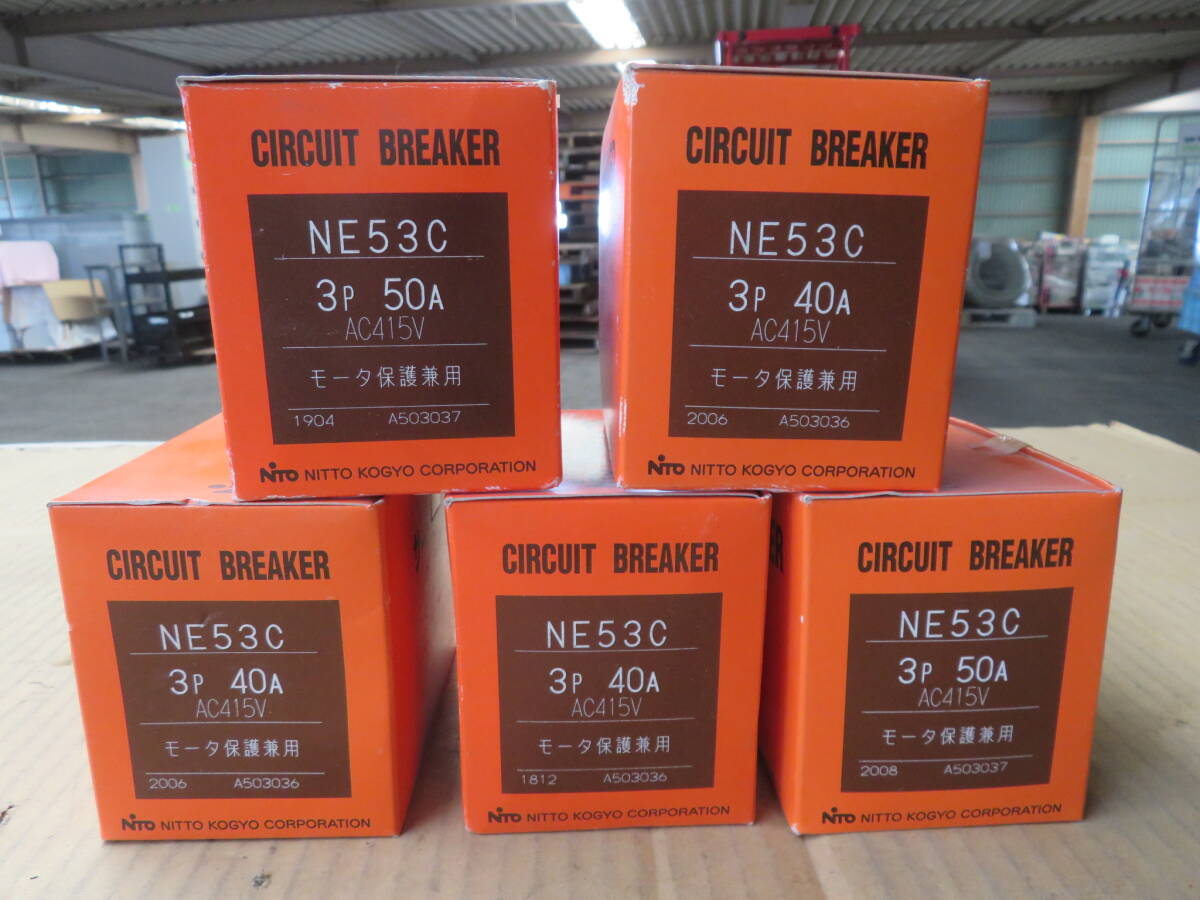 CIRCUIT BREAKER
NE53C
3P 50A
AC415V
モータ保護兼用
1904 A503037
NITO NITTO KOGYO CORPORATION
CIRCUIT BREAKER
NE53C
3P 40A
AC415V
モータ保護兼用
2006 A503036
NITO NITTO KOGYO CORPORATION
CIRCUIT BREAKER
NE53C
3P 40A
AC415V
モータ保護兼用
2006 A503036
NITO NITTO KOGYO CORPORATION
CIRCUIT BREAKER
NE53C
3P 40A
AC415V
モータ保護兼用
1812 A503036
NITO NITTO KOGYO CORPORATION
CIRCUIT BREAKER
NE53C
3P 50A
AC415V
モータ保護兼用
2008 A503037
NITO NITTO KOGYO CORPORATION